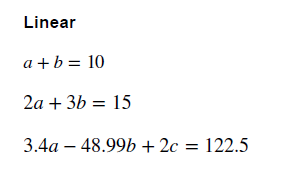 Linear
a + b = 10
2a + 3b = 15
3.4a − 48.99b + 2c = 122.5